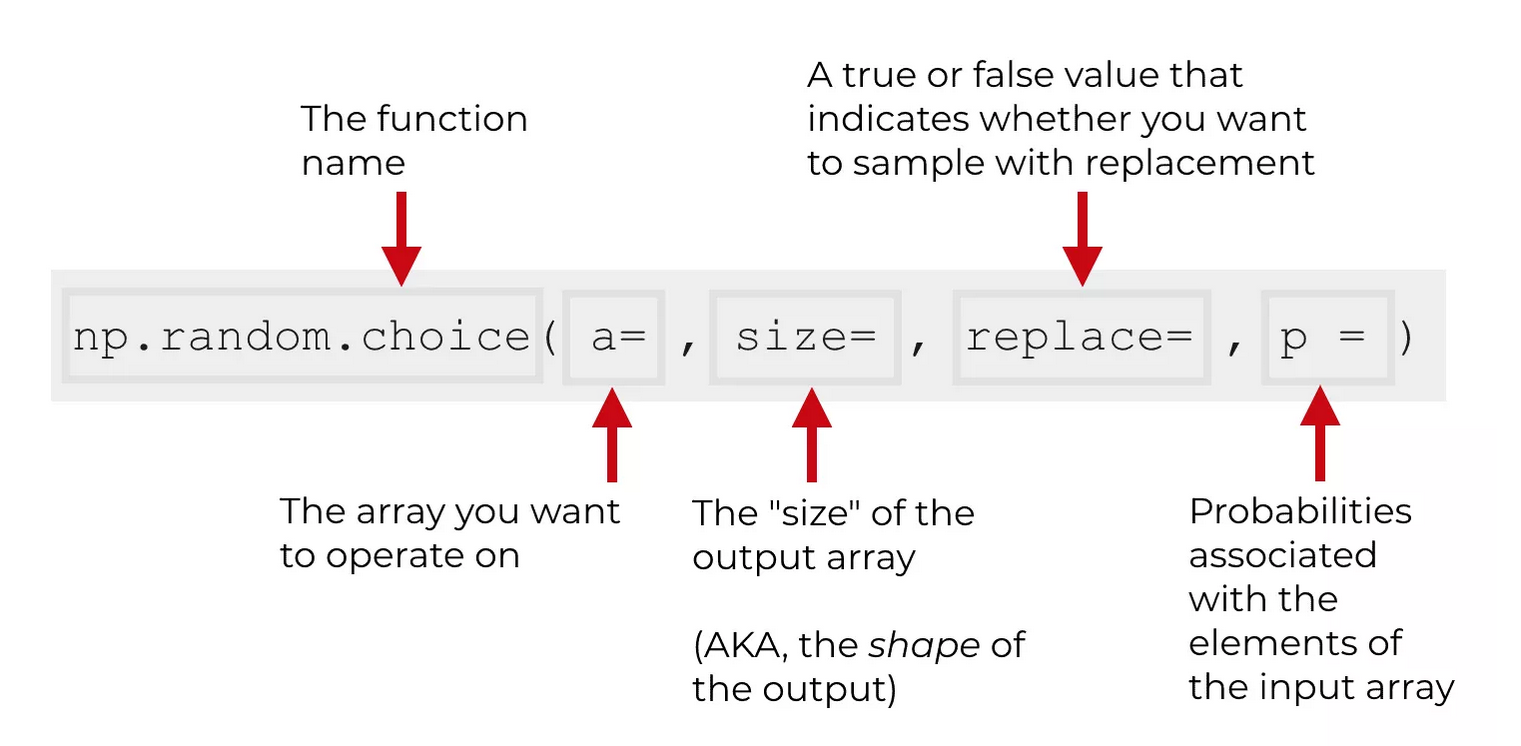 The function
name
A true or false value that
indicates whether you want
to sample with replacement
np.random.choice( a= , size= , replace= , p = )
The array you want
to operate on
The "size" of the
output array
(AKA, the shape of
the output)
Probabilities
associated
with the
elements of
the input array